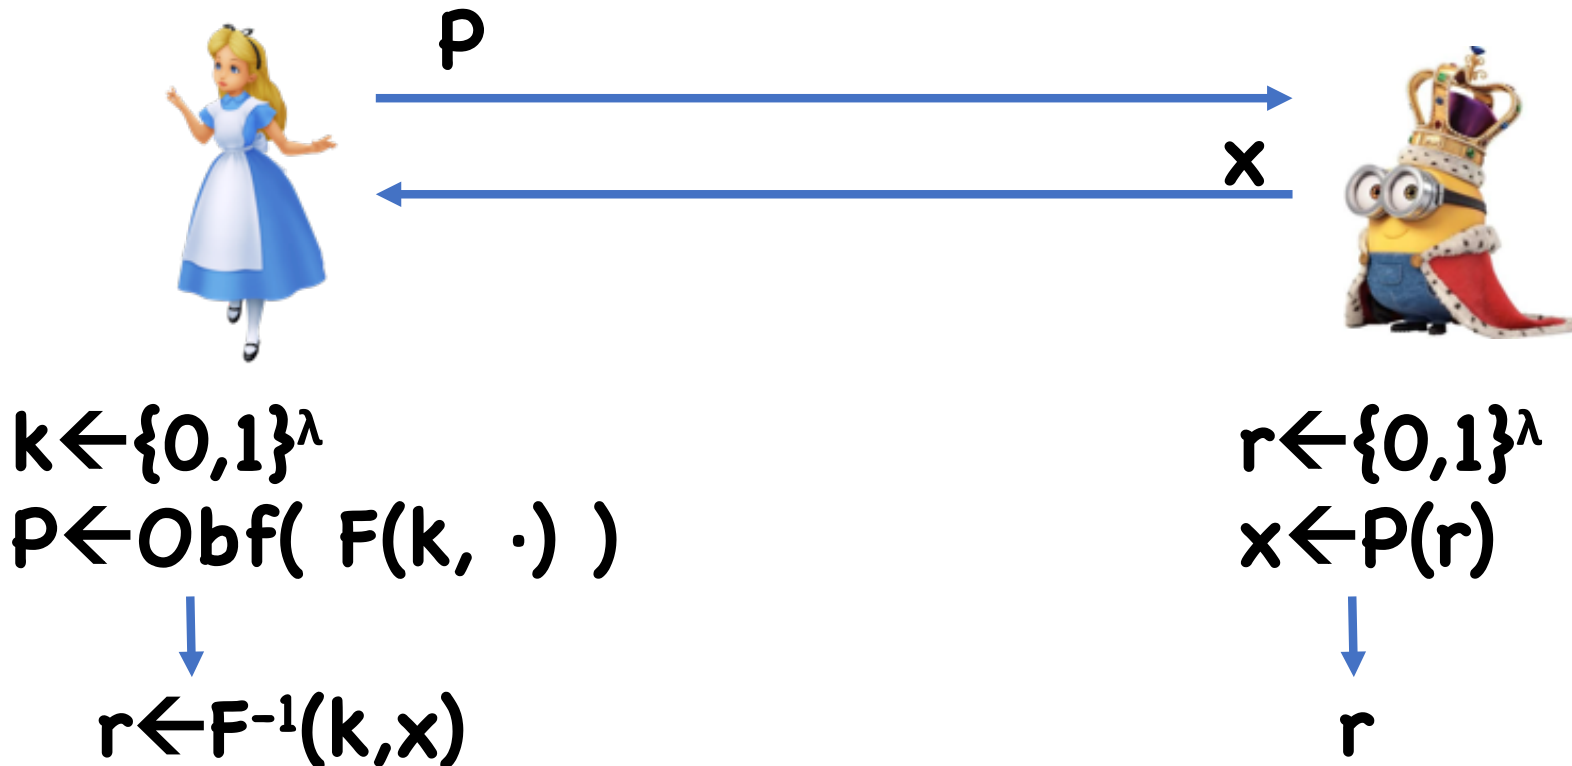 P
x
k←{0,1}^λ
P←Obf( F(k, ·) )
r←F⁻¹(k,x)
r←{0,1}^λ
x←P(r)
r